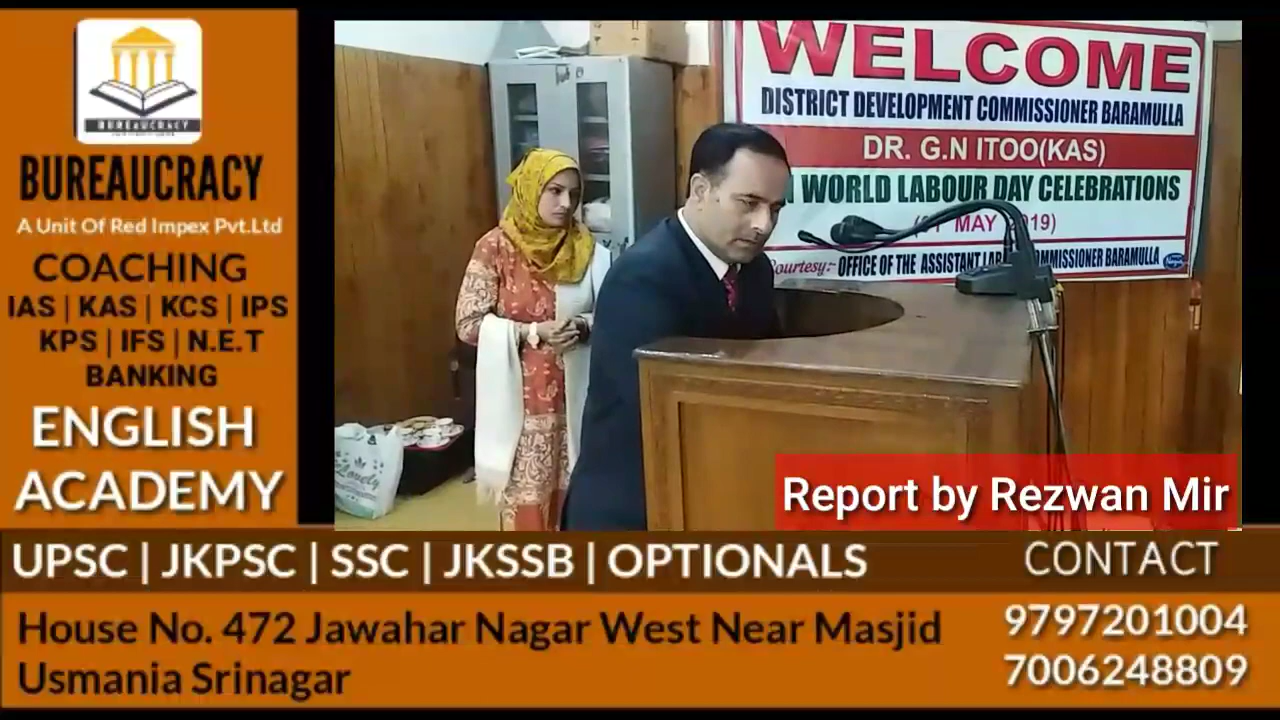 BUREAUCRACY
BUREAUCRACY
A Unit Of Red Impex Pvt.Ltd
COACHING
IAS | KAS | KCS | IPS
KPS | IFS | N.E.T
BANKING
ENGLISH
ACADEMY
WELCOME
DISTRICT DEVELOPMENT COMMISSIONER BARAMULLA
DR. G.N ITOO(KAS)
WORLD LABOUR DAY CELEBRATIONS
MAY
Courtesy:- OFFICE OF THE ASSISTANT BARAMULLA
Lovely
Report by Rezwan Mir
UPSC | JKPSC | SSC | JKSSB | OPTIONALS
CONTACT
House No. 472 Jawahar Nagar West Near Masjid
Usmania Srinagar
9797201004
7006248809